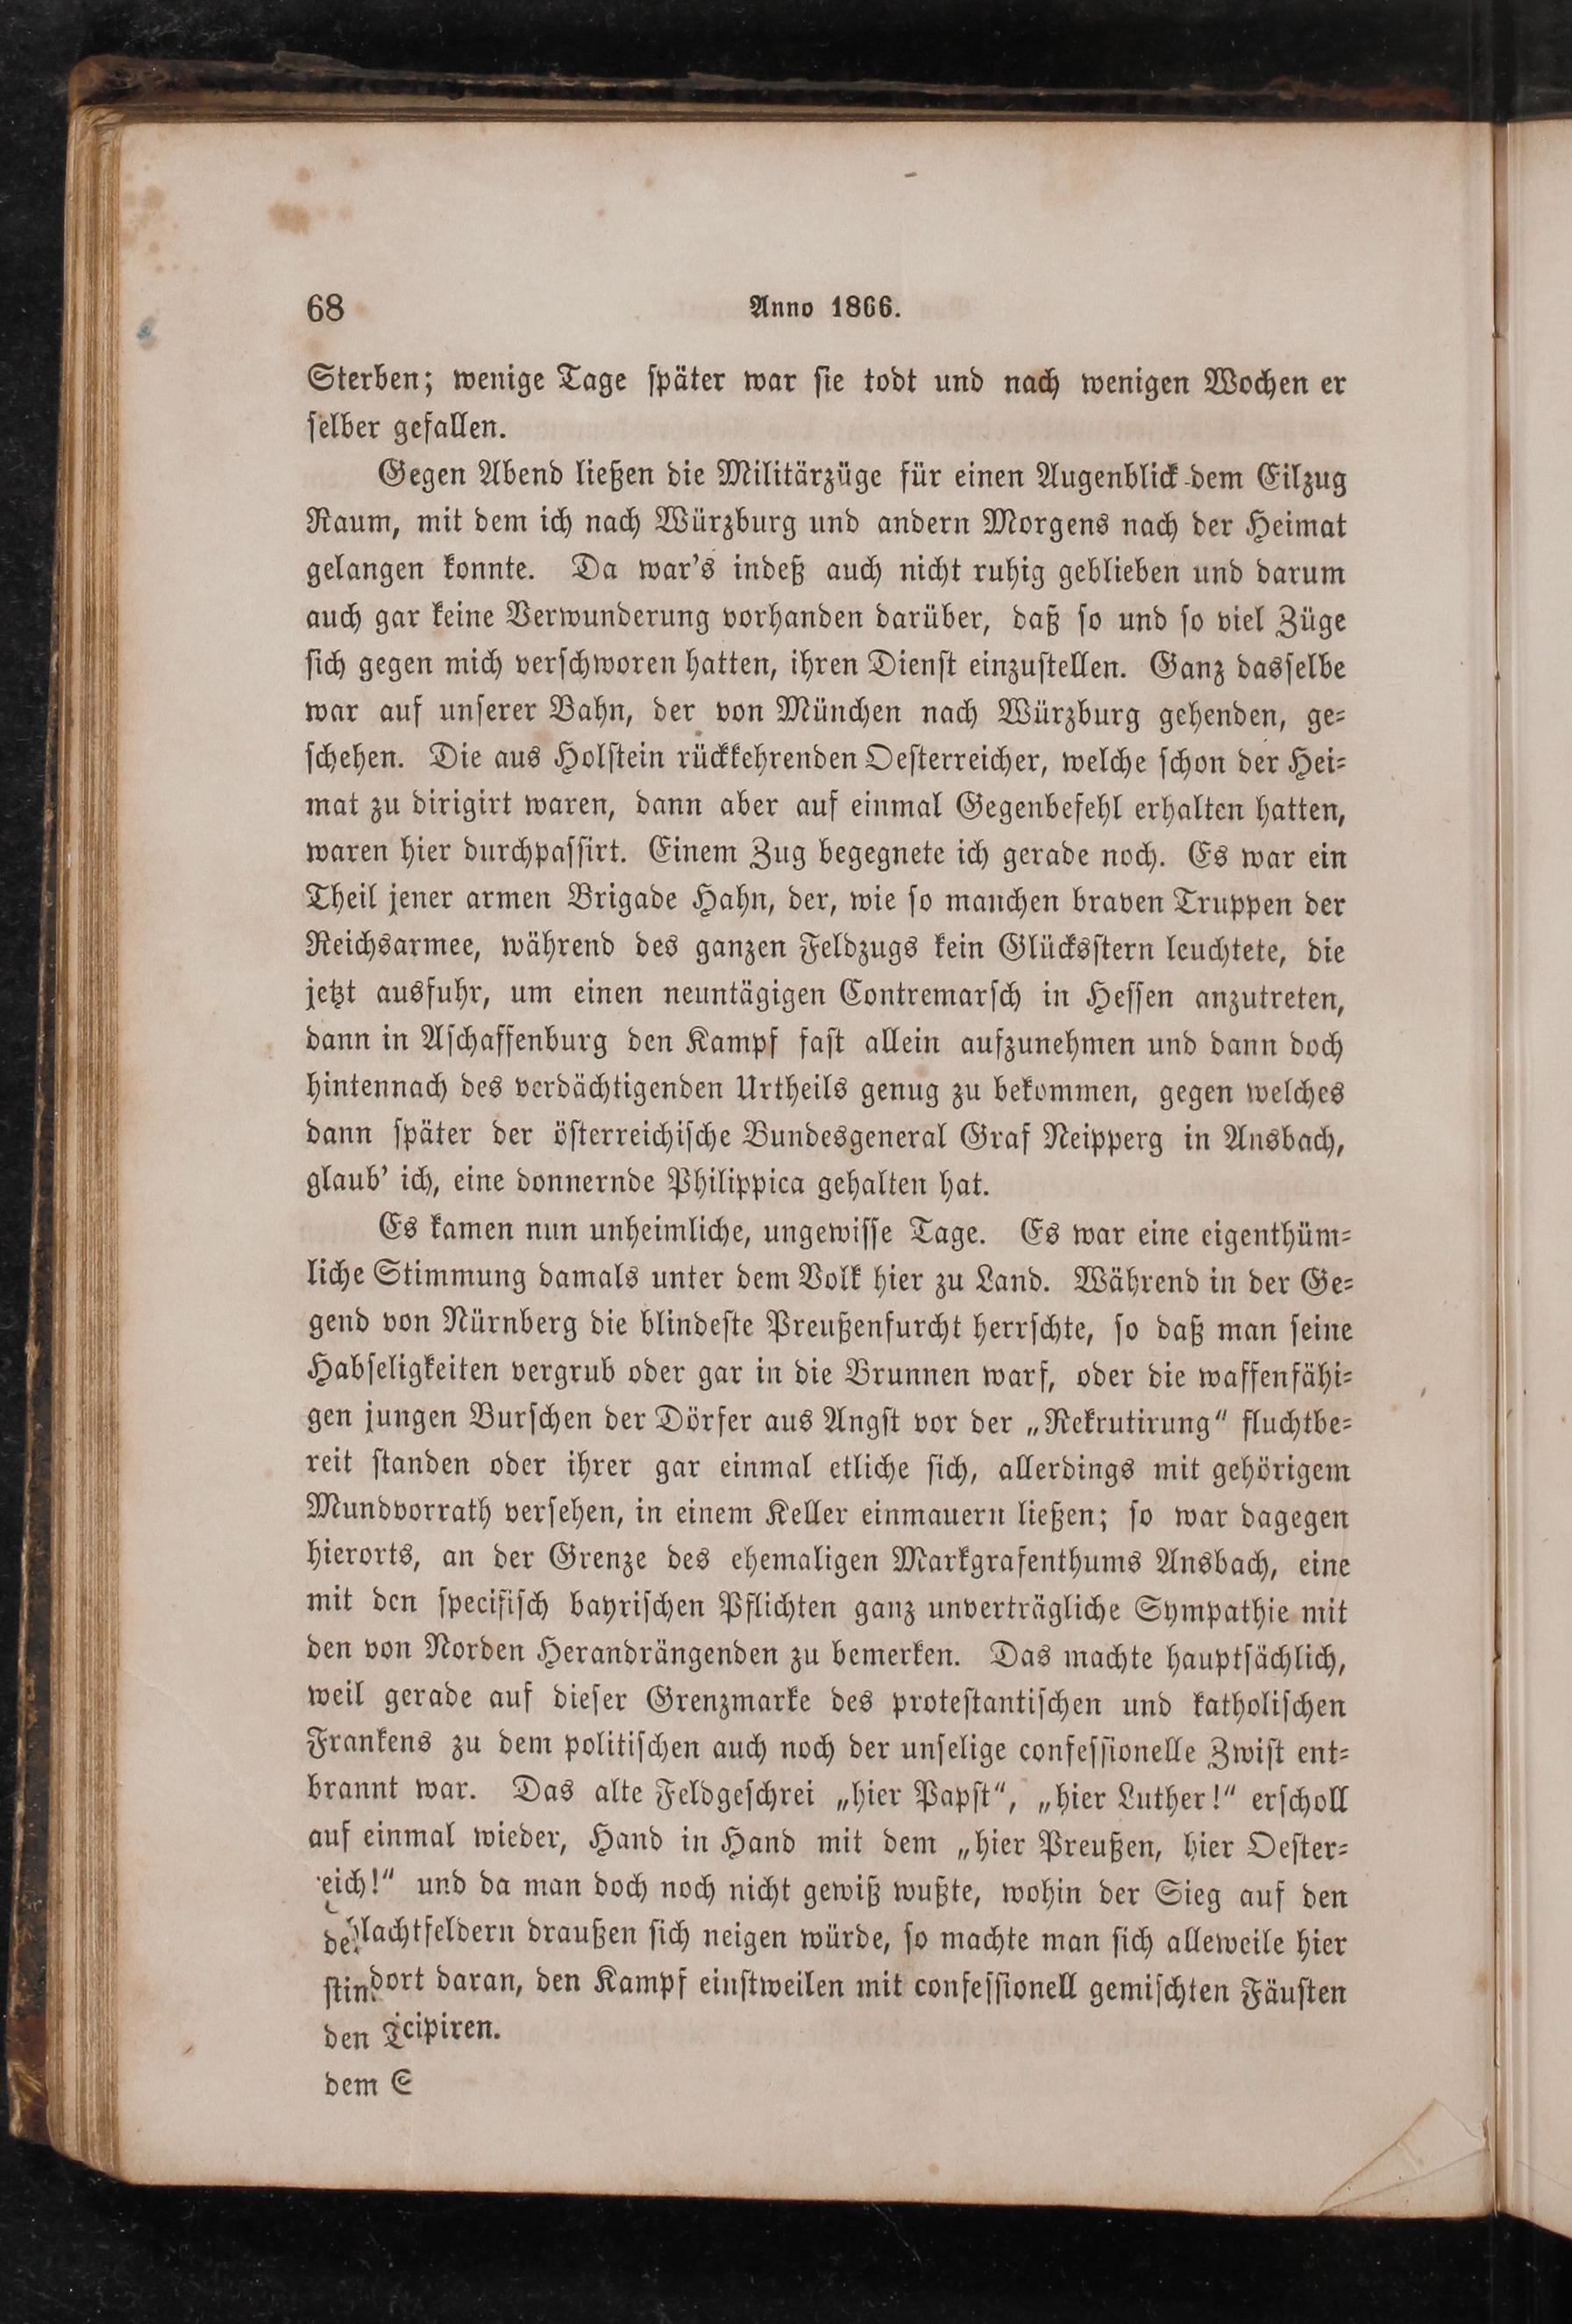 68 Anno 1866.
Sterben; wenige Tage später war sie todt und nach wenigen Wochen er
selber gefallen.
Gegen Abend ließen die Militärzüge für einen Augenblick dem Eilzug
Raum, mit dem ich nach Würzburg und andern Morgens nach der Heimat
gelangen konnte. Da war's indeß auch nicht ruhig geblieben und darum
auch gar keine Verwunderung vorhanden darüber, daß so und so viel Züge
sich gegen mich verschworen hatten, ihren Dienst einzustellen. Ganz dasselbe
war auf unserer Bahn, der von München nach Würzburg gehenden, ge-
schehen. Die aus Holstein rückkehrenden Oesterreicher, welche schon der Hei-
mat zu dirigirt waren, dann aber auf einmal Gegenbefehl erhalten hatten,
waren hier durchpassirt. Einem Zug begegnete ich gerade noch. Es war ein
Theil jener armen Brigade Hahn, der, wie so manchen braven Truppen der
Reichsarmee, während des ganzen Feldzugs kein Glücksstern leuchtete, die
jetzt ausfuhr, um einen neuntägigen Contremarsch in Hessen anzutreten,
dann in Aschaffenburg den Kampf fast allein aufzunehmen und dann doch
hintennach des verdächtigenden Urtheils genug zu bekommen, gegen welches
dann später der österreichische Bundesgeneral Graf Neipperg in Ansbach,
glaub' ich, eine donnernde Philippica gehalten hat.
Es kamen nun unheimliche, ungewisse Tage. Es war eine eigenthüm-
liche Stimmung damals unter dem Volk hier zu Land. Während in der Ge-
gend von Nürnberg die blindeste Preußenfurcht herrschte, so daß man seine
Habseligkeiten vergrub oder gar in die Brunnen warf, oder die waffenfähi-
gen jungen Burschen der Dörfer aus Angst vor der „Rekrutirung“ fluchtbe-
reit standen oder ihrer gar einmal etliche sich, allerdings mit gehörigem
Mundvorrath versehen, in einem Keller einmauern ließen; so war dagegen
hierorts, an der Grenze des ehemaligen Markgrafenthums Ansbach, eine
mit den specifisch bayrischen Pflichten ganz unverträgliche Sympathie mit
den von Norden Herandrängenden zu bemerken. Das machte hauptsächlich,
weil gerade auf dieser Grenzmarke des protestantischen und katholischen
Frankens zu dem politischen auch noch der unselige confessionelle Zwist ent-
brannt war. Das alte Feldgeschrei „hier Papst“, „hier Luther!“ erscholl
auf einmal wieder, Hand in Hand mit dem „hier Preußen, hier Oester-
eich!“ und da man doch noch nicht gewiß wußte, wohin der Sieg auf den
lachtfeldern draußen sich neigen würde, so machte man sich alleweile hier
dort daran, den Kampf einstweilen mit confessionell gemischten Fäusten
cipiren.
de
stin
den
dem